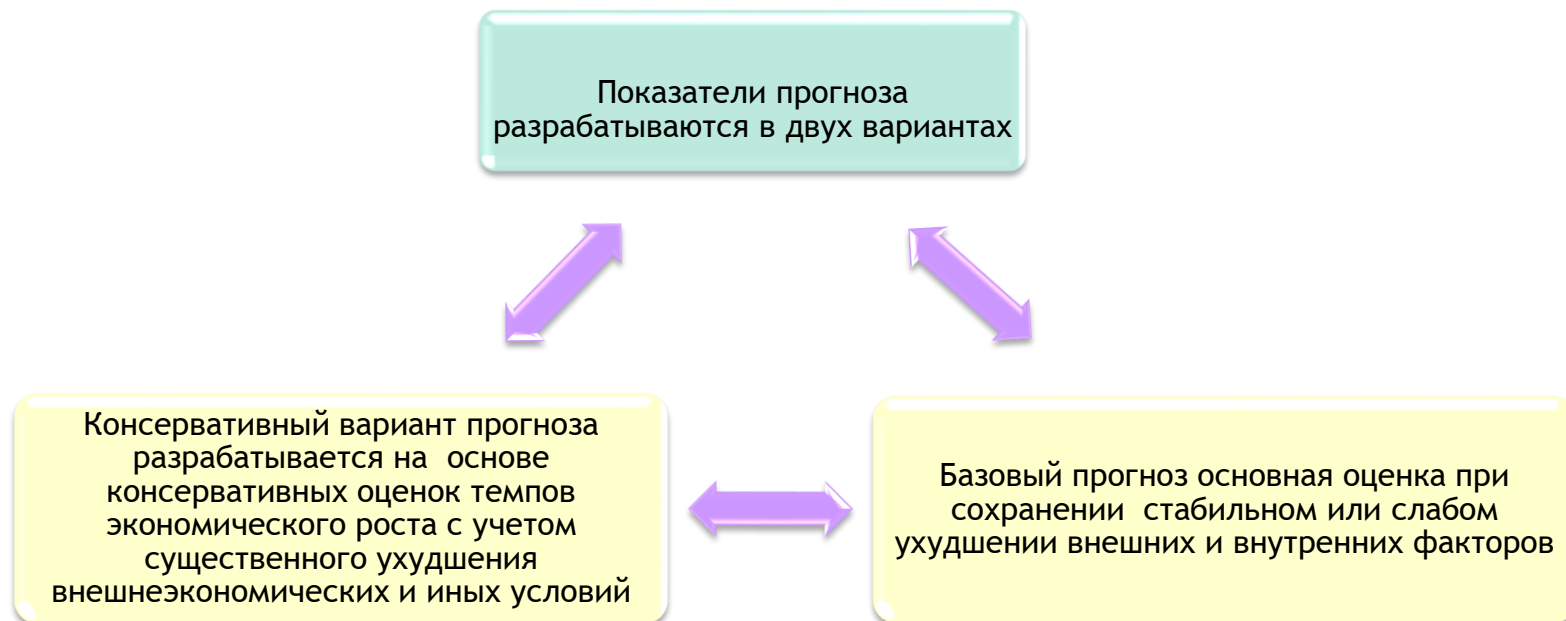 Показатели прогноза
разрабатываются в двух вариантах
Консервативный вариант прогноза
разрабатывается на  основе
консервативных оценок темпов
экономического роста с учетом
существенного ухудшения
внешнеэкономических и иных условий
Базовый прогноз основная оценка при
сохранении  стабильном или слабом
ухудшении внешних и внутренних факторов